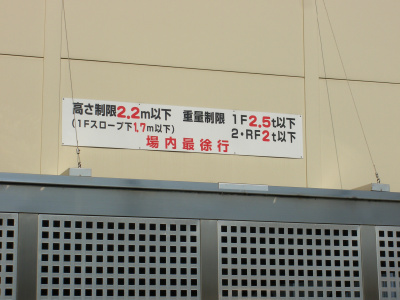 高さ制限2.2m以下 重量制限 1F2.5t以下
(1Fスロープ下1.7m以下) 2・RF2t以下
場内最徐行